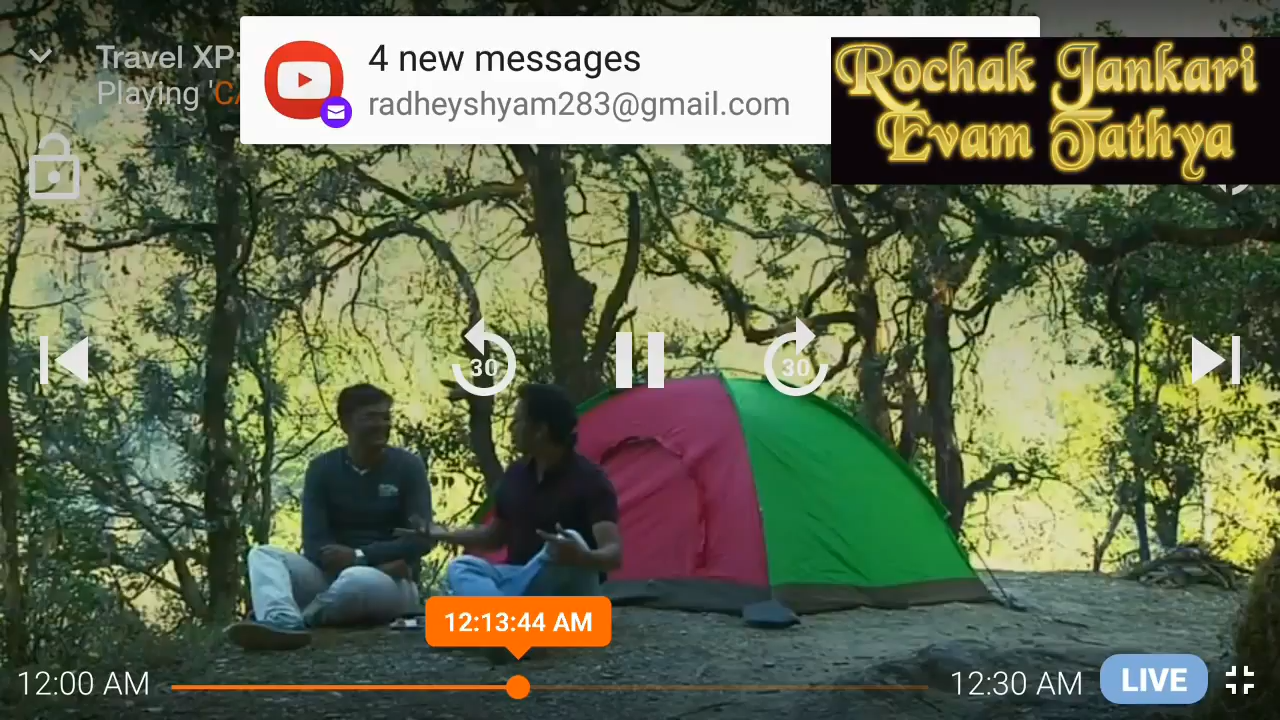 Travel XP:
Playing 'CA
4 new messages
radheyshyam283@gmail.com
Rochak Jankari
Evam Tathya
30
30
12:13:44 AM
12:00 AM
12:30 AM
LIVE